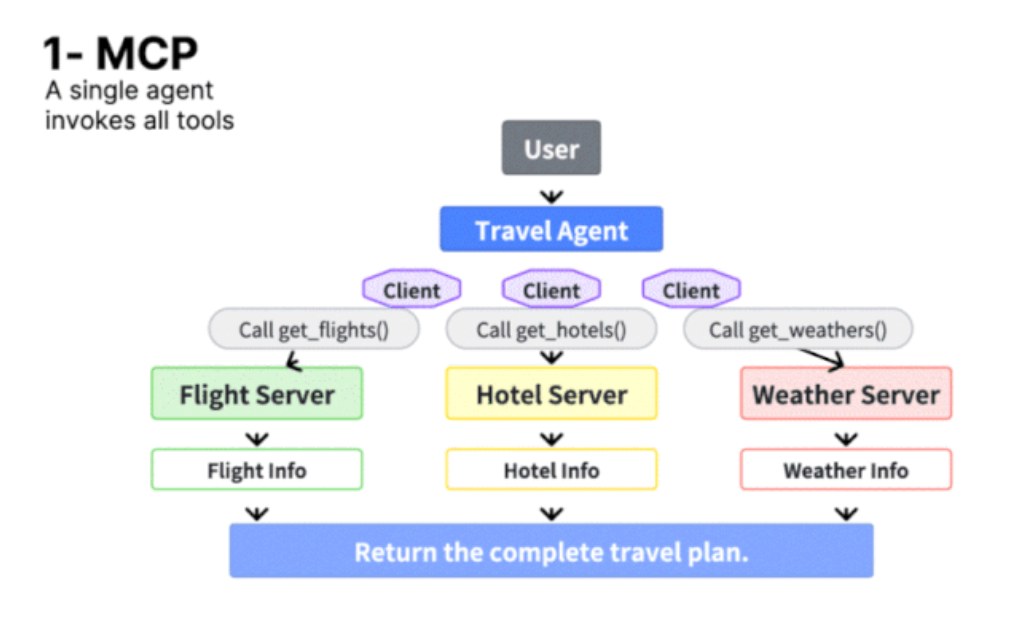 1- MCP
A single agent
invokes all tools
User
Travel Agent
Client
Client
Client
Call get_flights()
Call get_hotels()
Call get_weathers()
Flight Server
Hotel Server
Weather Server
Flight Info
Hotel Info
Weather Info
Return the complete travel plan.